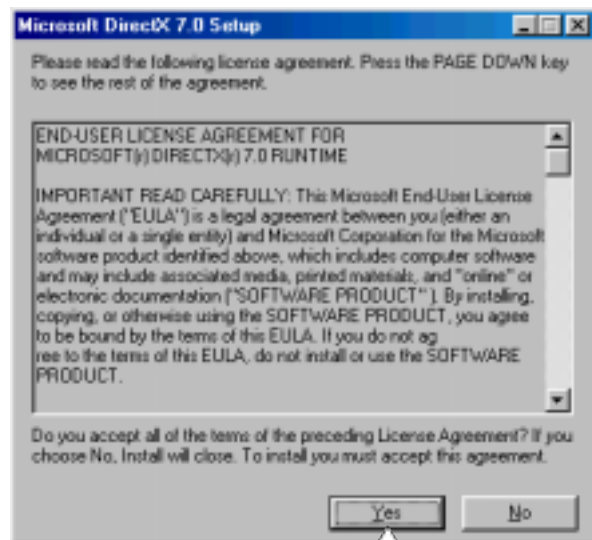 Microsoft DirectX 7.0 Setup
Please read the following license agreement. Press the PAGE DOWN key
to see the rest of the agreement.
END-USER LICENSE AGREEMENT FOR
MICROSOFT(r) DIRECTX(r) 7.0 RUNTIME
IMPORTANT READ CAREFULLY: This Microsoft End-User License
Agreement ("EULA") is a legal agreement between you (either an
individual or a single entity) and Microsoft Corporation for the Microsoft
software product identified above, which includes computer software
and may include associated media, printed materials, and "online" or
electronic documentation ("SOFTWARE PRODUCT" ). By installing,
copying, or otherwise using the SOFTWARE PRODUCT, you agree
to be bound by the terms of this EULA. If you do not ag
ree to the terms of this EULA, do not install or use the SOFTWARE
PRODUCT.
Do you accept all of the terms of the preceding License Agreement? If you
choose No, Install will close. To install you must accept this agreement.
Yes
No